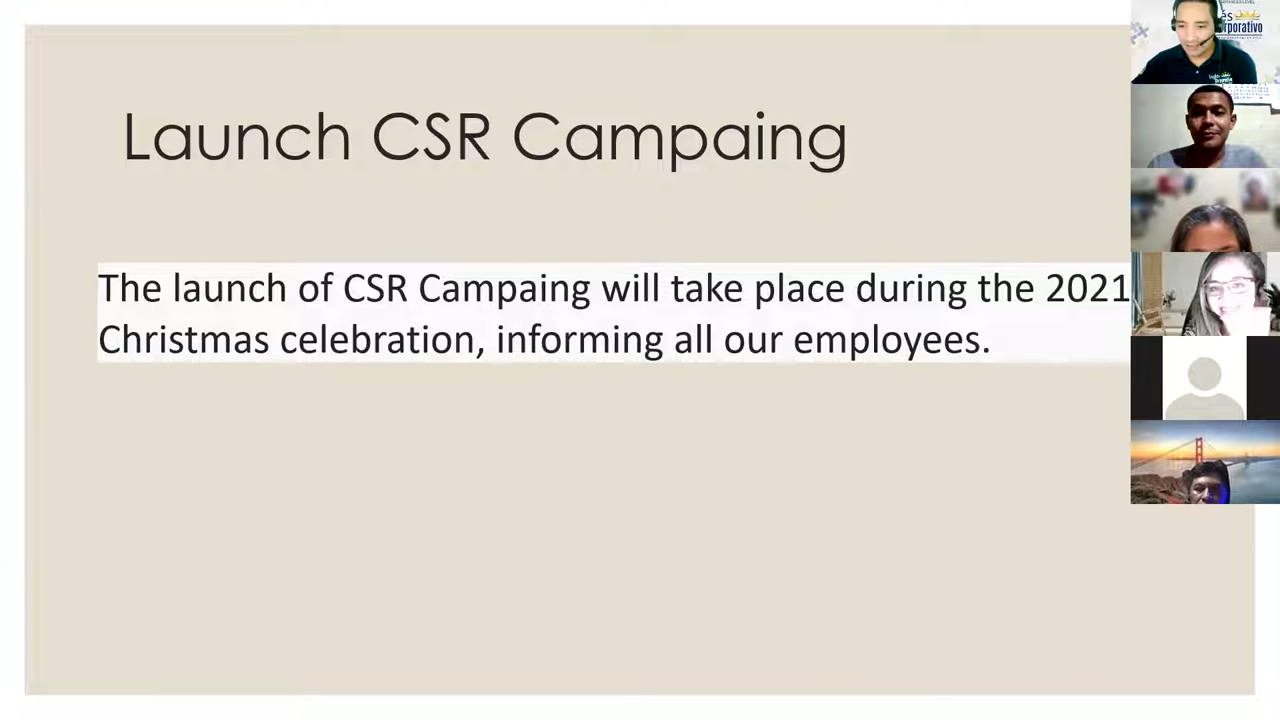 Launch CSR Campaing
The launch of CSR Campaing will take place during the 2021
Christmas celebration, informing all our employees.